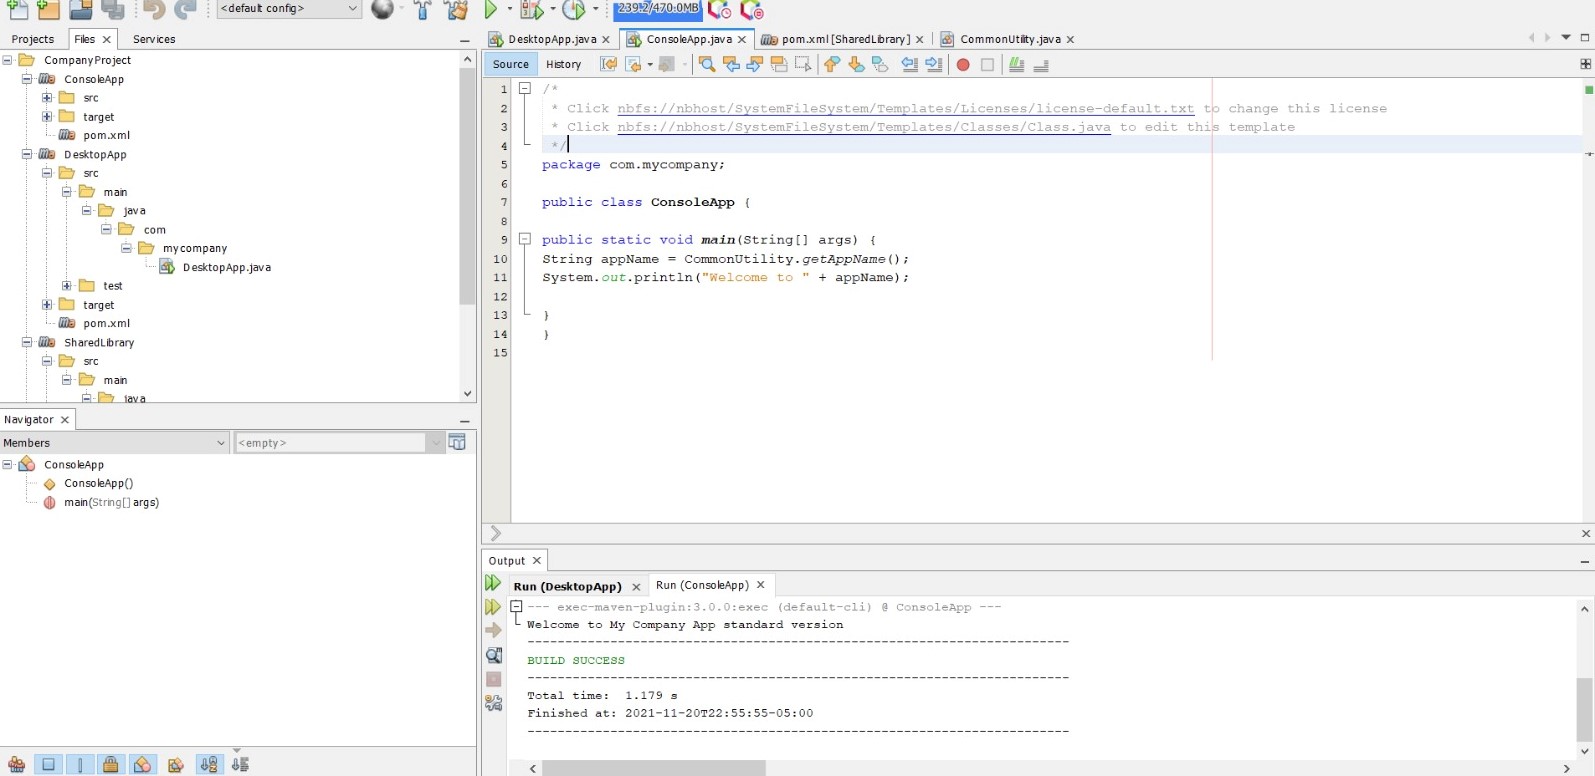 <default config>
239.2/470.0MB
Projects
Files
Services
CompanyProject
ConsoleApp
src
target
pom.xml
DesktopApp
src
main
java
com
mycompany
DesktopApp.java
test
target
pom.xml
SharedLibrary
src
main
java
Navigator
Members
<empty>
ConsoleApp
ConsoleApp()
main(String[] args)
DesktopApp.java
ConsoleApp.java
pom.xml [SharedLibrary]
CommonUtility.java
Source
History
1 /*
2 * Click nbfs://nbhost/SystemFileSystem/Templates/Licenses/license-default.txt to change this license
3 * Click nbfs://nbhost/SystemFileSystem/Templates/Classes/Class.java to edit this template
4 */
5 package com.mycompany;
6
7 public class ConsoleApp {
8
9 public static void main(String[] args) {
10 String appName = CommonUtility.getAppName();
11 System.out.println("Welcome to " + appName);
12
13 }
14 }
15
Output
Run (DesktopApp)
Run (ConsoleApp)
--- exec-maven-plugin:3.0.0:exec (default-cli) @ ConsoleApp ---
Welcome to My Company App standard version
------------------------------------------------------------------------
BUILD SUCCESS
------------------------------------------------------------------------
Total time:  1.179 s
Finished at: 2021-11-20T22:55:55-05:00
------------------------------------------------------------------------